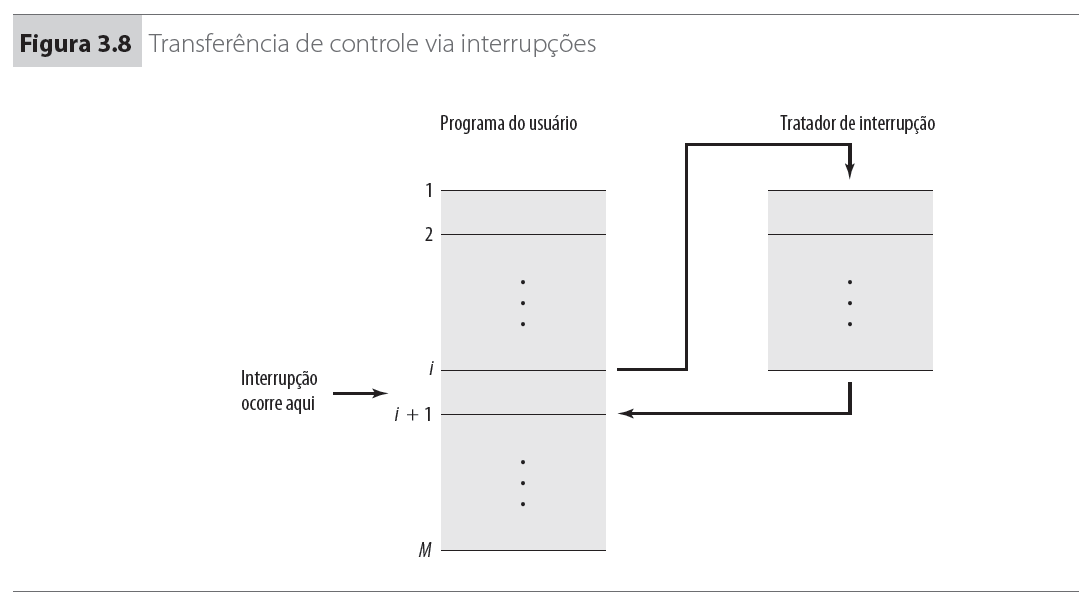 Figura 3.8 Transferência de controle via interrupções
Programa do usuário
Tratador de interrupção
1
2
i
Interrupção
ocorre aqui
i + 1
M